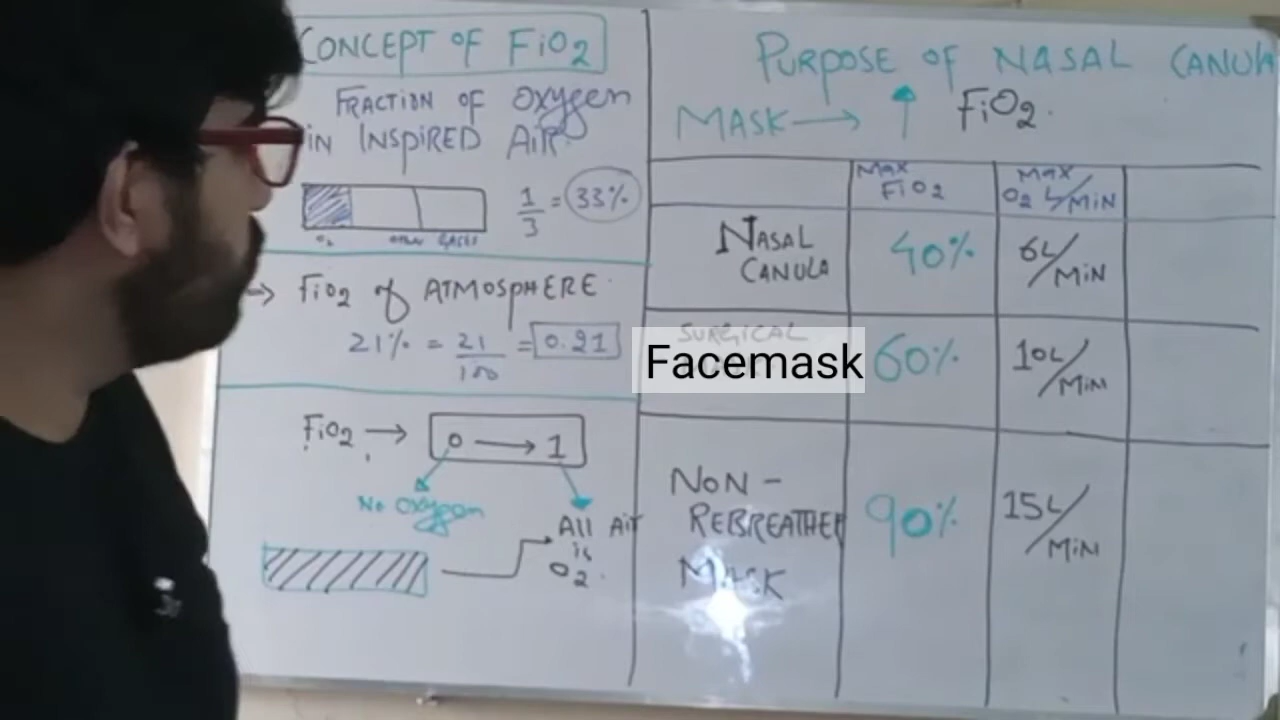 CONCEPT OF FiO2
FRACTION OF OXYGEN
IN INSPIRED AIR
1/3 = 33%
O2 OTHER GASES
→ FiO2 of ATMOSPHERE
21% = 21/100 = 0.21
FiO2 → 0 → 1
No oxygen
All Air
is
O2.
PURPOSE OF NASAL CANUL
MASK → ↑ FiO2.
MAX FiO2
MAX O2 L/MIN
NASAL CANULA
40%
6L/MIN
SURGICAL
Facemask
60%
10L/MIN
NON-
REBREATHER
MASK
90%
15L/MIN